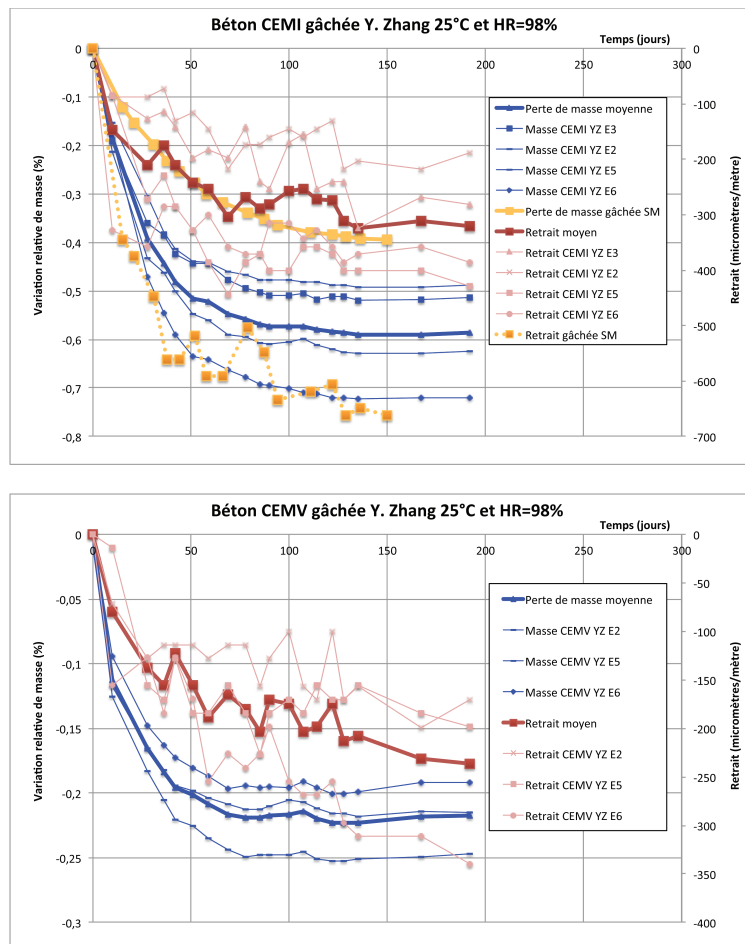 Béton CEMI gâchée Y. Zhang 25°C et HR=98%
Temps (jours)
0 50 100 150 200 250 300
0
-0,1
-0,2
-0,3
-0,4
-0,5
-0,6
-0,7
-0,8
Variation relative de masse (%)
0
-100
-200
-300
-400
-500
-600
-700
Retrait (micromètres/mètre)
Perte de masse moyenne
Masse CEMI YZ E3
Masse CEMI YZ E2
Masse CEMI YZ E5
Masse CEMI YZ E6
Perte de masse gâchée SM
Retrait moyen
Retrait CEMI YZ E3
Retrait CEMI YZ E2
Retrait CEMI YZ E5
Retrait CEMI YZ E6
Retrait gâchée SM
Béton CEMV gâchée Y. Zhang 25°C et HR=98%
Temps (jours)
0 50 100 150 200 250 300
0
-0,05
-0,1
-0,15
-0,2
-0,25
-0,3
Variation relative de masse (%)
0
-50
-100
-150
-200
-250
-300
-350
-400
Retrait (micromètres/mètre)
Perte de masse moyenne
Masse CEMV YZ E2
Masse CEMV YZ E5
Masse CEMV YZ E6
Retrait moyen
Retrait CEMV YZ E2
Retrait CEMV YZ E5
Retrait CEMV YZ E6